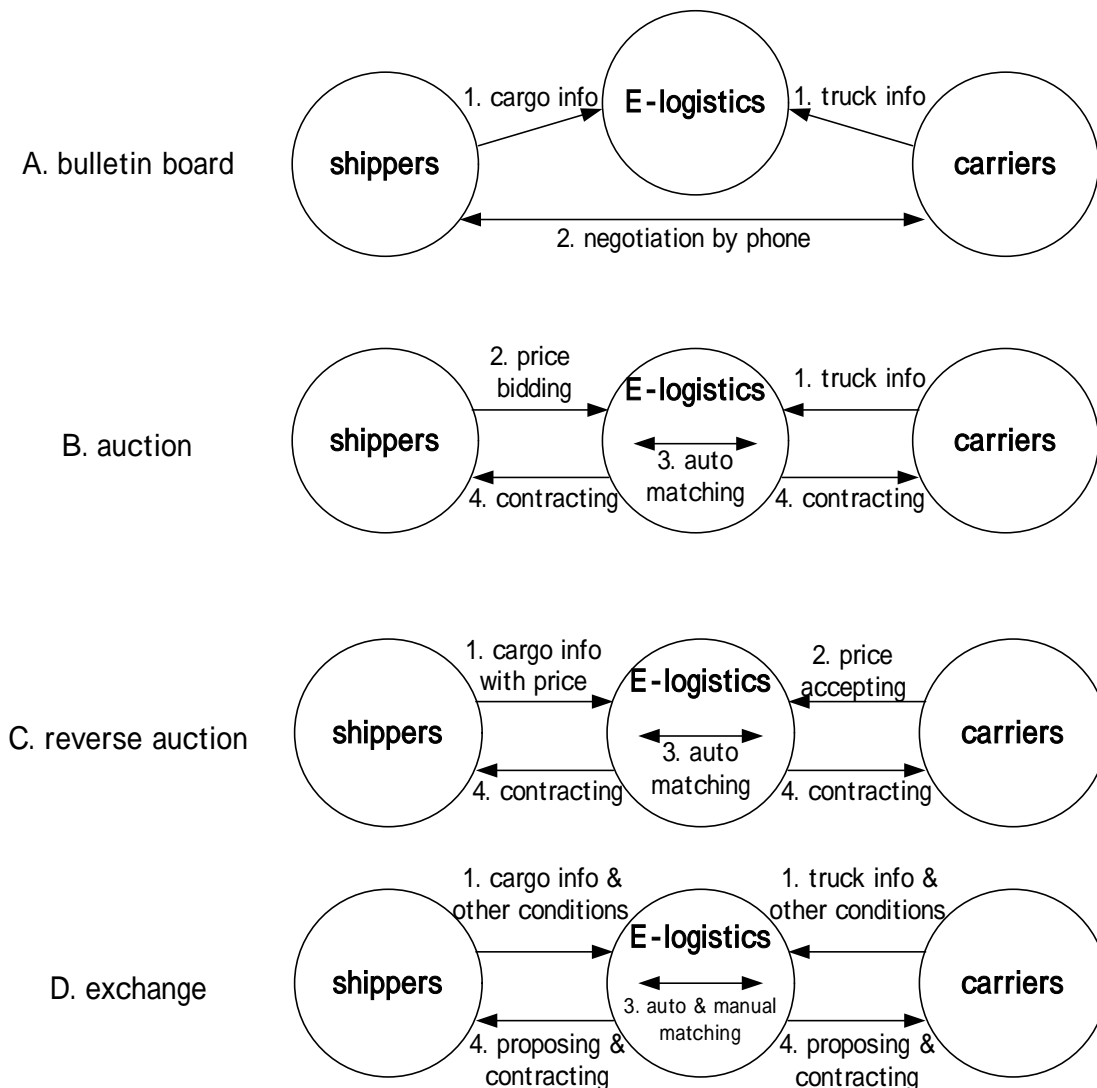 1. cargo info
E-logistics
1. truck info
A. bulletin board
shippers
carriers
2. negotiation by phone
2. price
bidding
E-logistics
1. truck info
B. auction
shippers
3. auto
matching
carriers
4. contracting
4. contracting
1. cargo info
with price
E-logistics
2. price
accepting
C. reverse auction
shippers
3. auto
matching
carriers
4. contracting
4. contracting
1. cargo info &
other conditions
E-logistics
1. truck info &
other conditions
D. exchange
shippers
3. auto & manual
matching
carriers
4. proposing &
contracting
4. proposing &
contracting